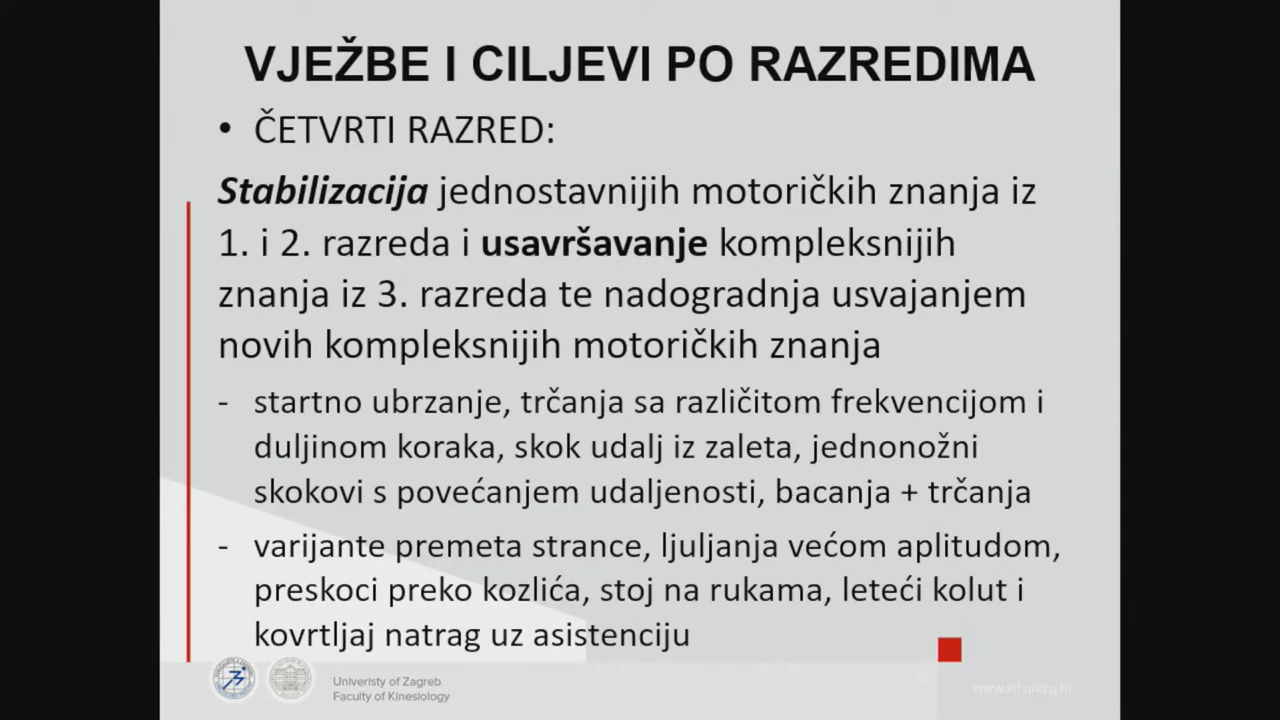 VJEŽBE I CILJEVI PO RAZREDIMA
• ČETVRTI RAZRED:
Stabilizacija jednostavnijih motoričkih znanja iz
1. i 2. razreda i usavršavanje kompleksnijih
znanja iz 3. razreda te nadogradnja usvajanjem
novih kompleksnijih motoričkih znanja
- startno ubrzanje, trčanja sa različitom frekvencijom i
duljinom koraka, skok udalj iz zaleta, jednonožni
skokovi s povećanjem udaljenosti, bacanja + trčanja
- varijante premeta strance, ljuljanja većom aplitudom,
preskoci preko kozlića, stoj na rukama, leteći kolut i
kovrtljaj natrag uz asistenciju
Univeristy of Zagreb
Faculty of Kinesiology
www.kif.unizg.hr